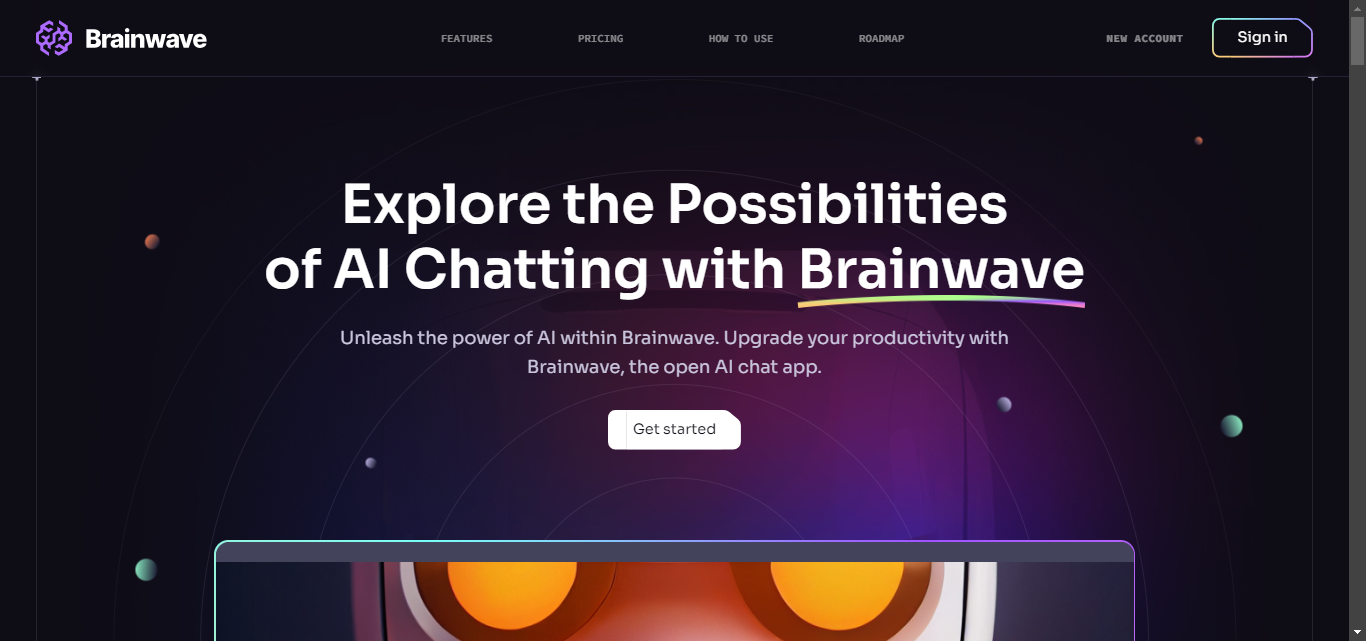 Brainwave
FEATURES
PRICING
HOW TO USE
ROADMAP
NEW ACCOUNT
Sign in
Explore the Possibilities
of AI Chatting with Brainwave
Unleash the power of AI within Brainwave. Upgrade your productivity with
Brainwave, the open AI chat app.
Get started